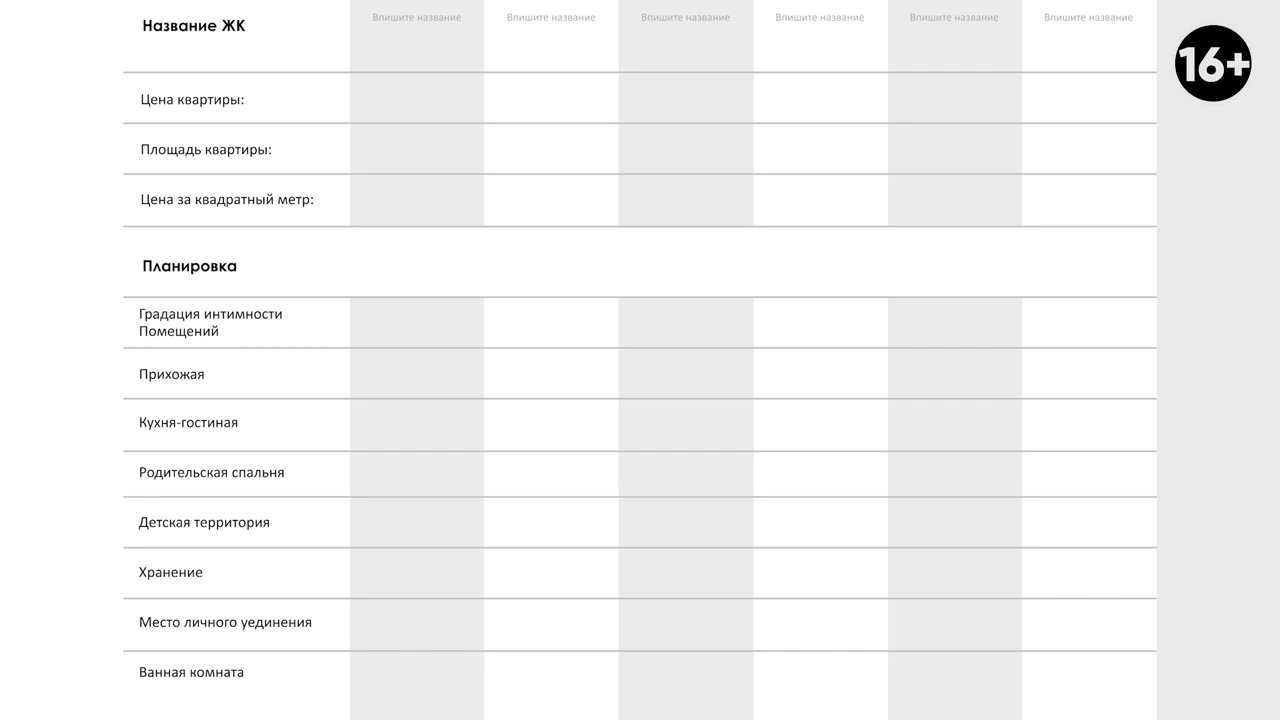 Название ЖК
Впишите название
Впишите название
Впишите название
Впишите название
Впишите название
Впишите название
16+
Цена квартиры:
Площадь квартиры:
Цена за квадратный метр:
Планировка
Градация интимности
Помещений
Прихожая
Кухня-гостиная
Родительская спальня
Детская территория
Хранение
Место личного уединения
Ванная комната